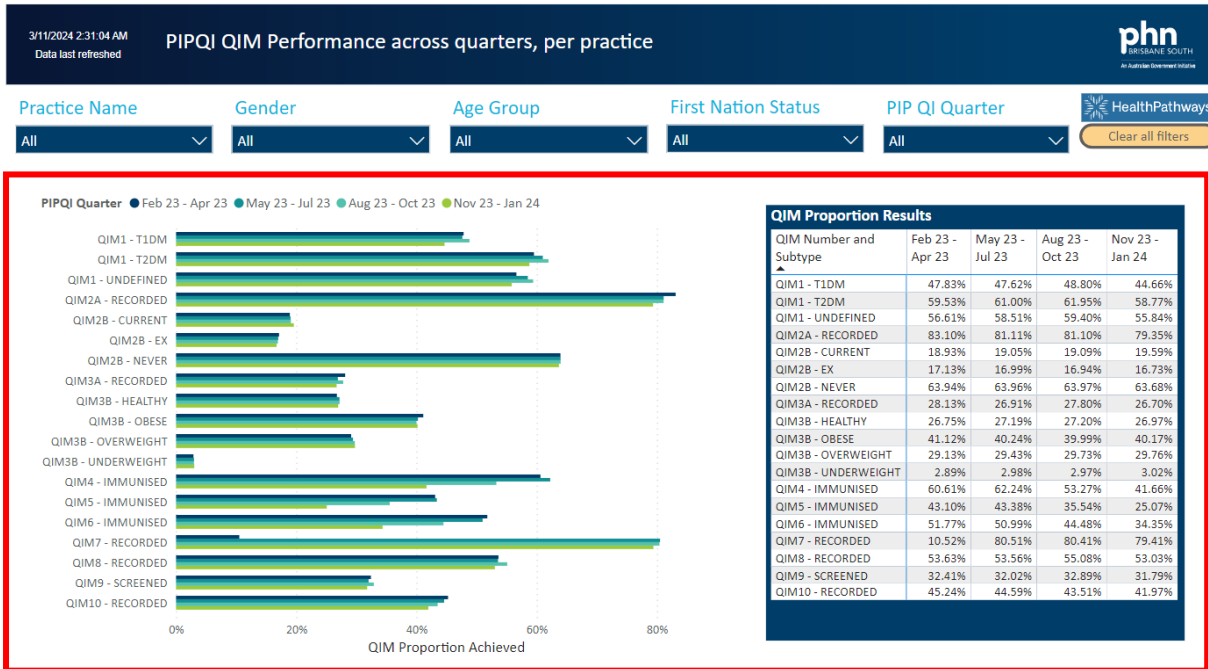 3/11/2024 2:31:04 AM
Data last refreshed
PIPQI QIM Performance across quarters, per practice
phn
BRISBANE SOUTH
An Australian Government Initiative
Practice Name
Gender
Age Group
First Nation Status
PIP QI Quarter
HealthPathways
All
All
All
All
All
Clear all filters
PIPQI Quarter Feb 23 - Apr 23 May 23 - Jul 23 Aug 23 - Oct 23 Nov 23 - Jan 24
QIM1 - T1DM
QIM1 - T2DM
QIM1 - UNDEFINED
QIM2A - RECORDED
QIM2B - CURRENT
QIM2B - EX
QIM2B - NEVER
QIM3A - RECORDED
QIM3B - HEALTHY
QIM3B - OBESE
QIM3B - OVERWEIGHT
QIM3B - UNDERWEIGHT
QIM4 - IMMUNISED
QIM5 - IMMUNISED
QIM6 - IMMUNISED
QIM7 - RECORDED
QIM8 - RECORDED
QIM9 - SCREENED
QIM10 - RECORDED
0% 20% 40% 60% 80%
QIM Proportion Achieved
QIM Proportion Results
QIM Number and Feb 23 - May 23 - Aug 23 - Nov 23 -
Subtype Apr 23 Jul 23 Oct 23 Jan 24
QIM1 - T1DM 47.83% 47.62% 48.80% 44.66%
QIM1 - T2DM 59.53% 61.00% 61.95% 58.77%
QIM1 - UNDEFINED 56.61% 58.51% 59.40% 55.84%
QIM2A - RECORDED 83.10% 81.11% 81.10% 79.35%
QIM2B - CURRENT 18.93% 19.05% 19.09% 19.59%
QIM2B - EX 17.13% 16.99% 16.94% 16.73%
QIM2B - NEVER 63.94% 63.96% 63.97% 63.68%
QIM3A - RECORDED 28.13% 26.91% 27.80% 26.70%
QIM3B - HEALTHY 26.75% 27.19% 27.20% 26.97%
QIM3B - OBESE 41.12% 40.24% 39.99% 40.17%
QIM3B - OVERWEIGHT 29.13% 29.43% 29.73% 29.76%
QIM3B - UNDERWEIGHT 2.89% 2.98% 2.97% 3.02%
QIM4 - IMMUNISED 60.61% 62.24% 53.27% 41.66%
QIM5 - IMMUNISED 43.10% 43.38% 35.54% 25.07%
QIM6 - IMMUNISED 51.77% 50.99% 44.48% 34.35%
QIM7 - RECORDED 10.52% 80.51% 80.41% 79.41%
QIM8 - RECORDED 53.63% 53.56% 55.08% 53.03%
QIM9 - SCREENED 32.41% 32.02% 32.89% 31.79%
QIM10 - RECORDED 45.24% 44.59% 43.51% 41.97%